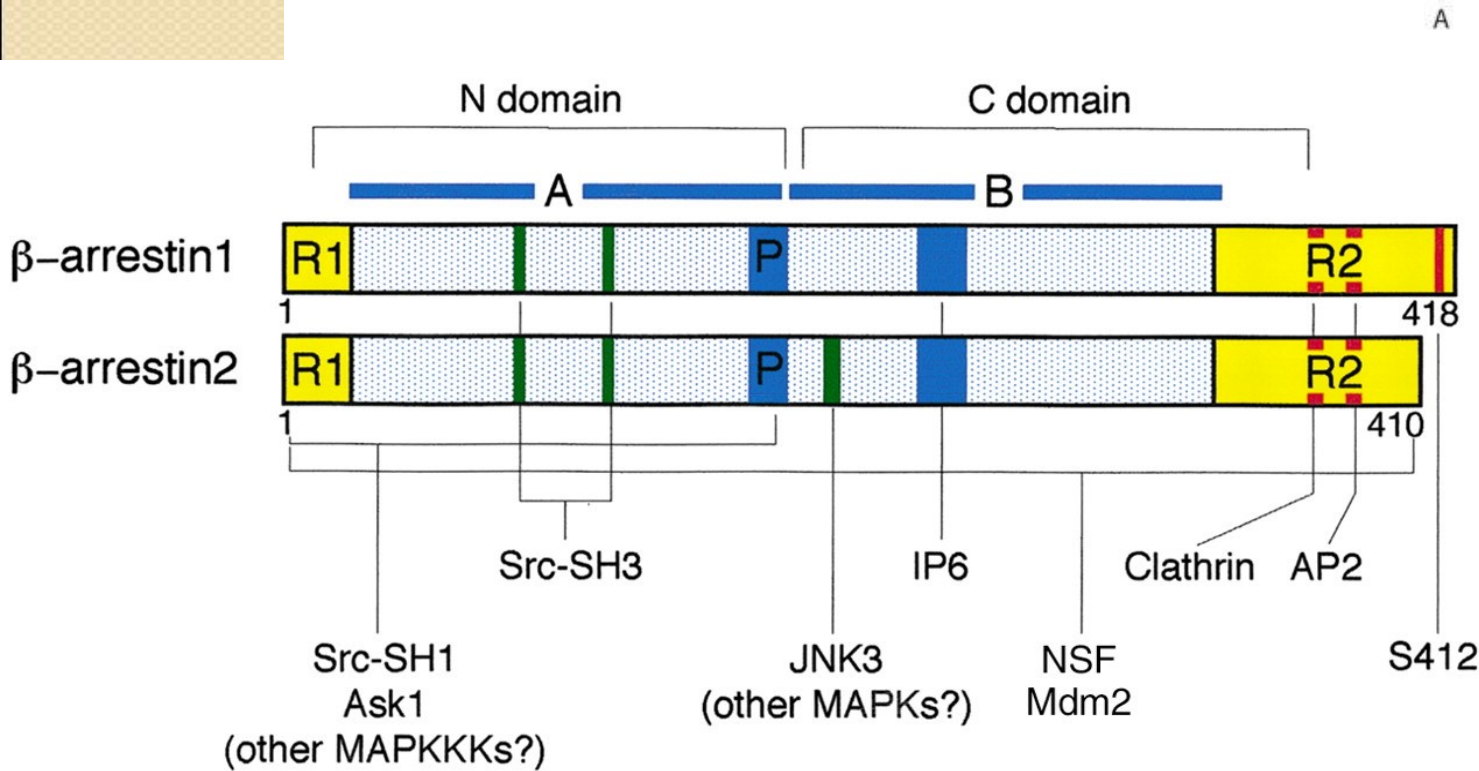 A
N domain C domain
A B
β–arrestin1 R1 P R2
1 418
β–arrestin2 R1 P R2
1 410
Src-SH3 IP6 Clathrin AP2
Src-SH1 JNK3 NSF S412
Ask1 (other MAPKs?) Mdm2
(other MAPKKKs?)